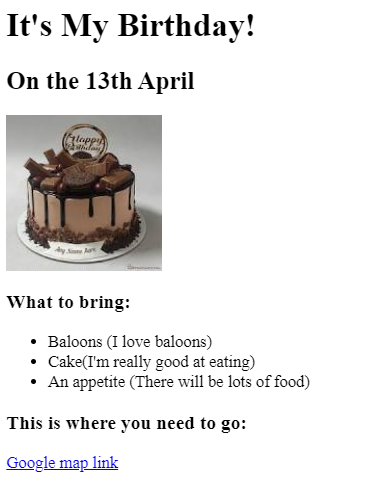 It's My Birthday!
On the 13th April
Happy
Birthday
Any Name Here
What to bring:
Baloons (I love baloons)
Cake(I'm really good at eating)
An appetite (There will be lots of food)
This is where you need to go:
Google map link